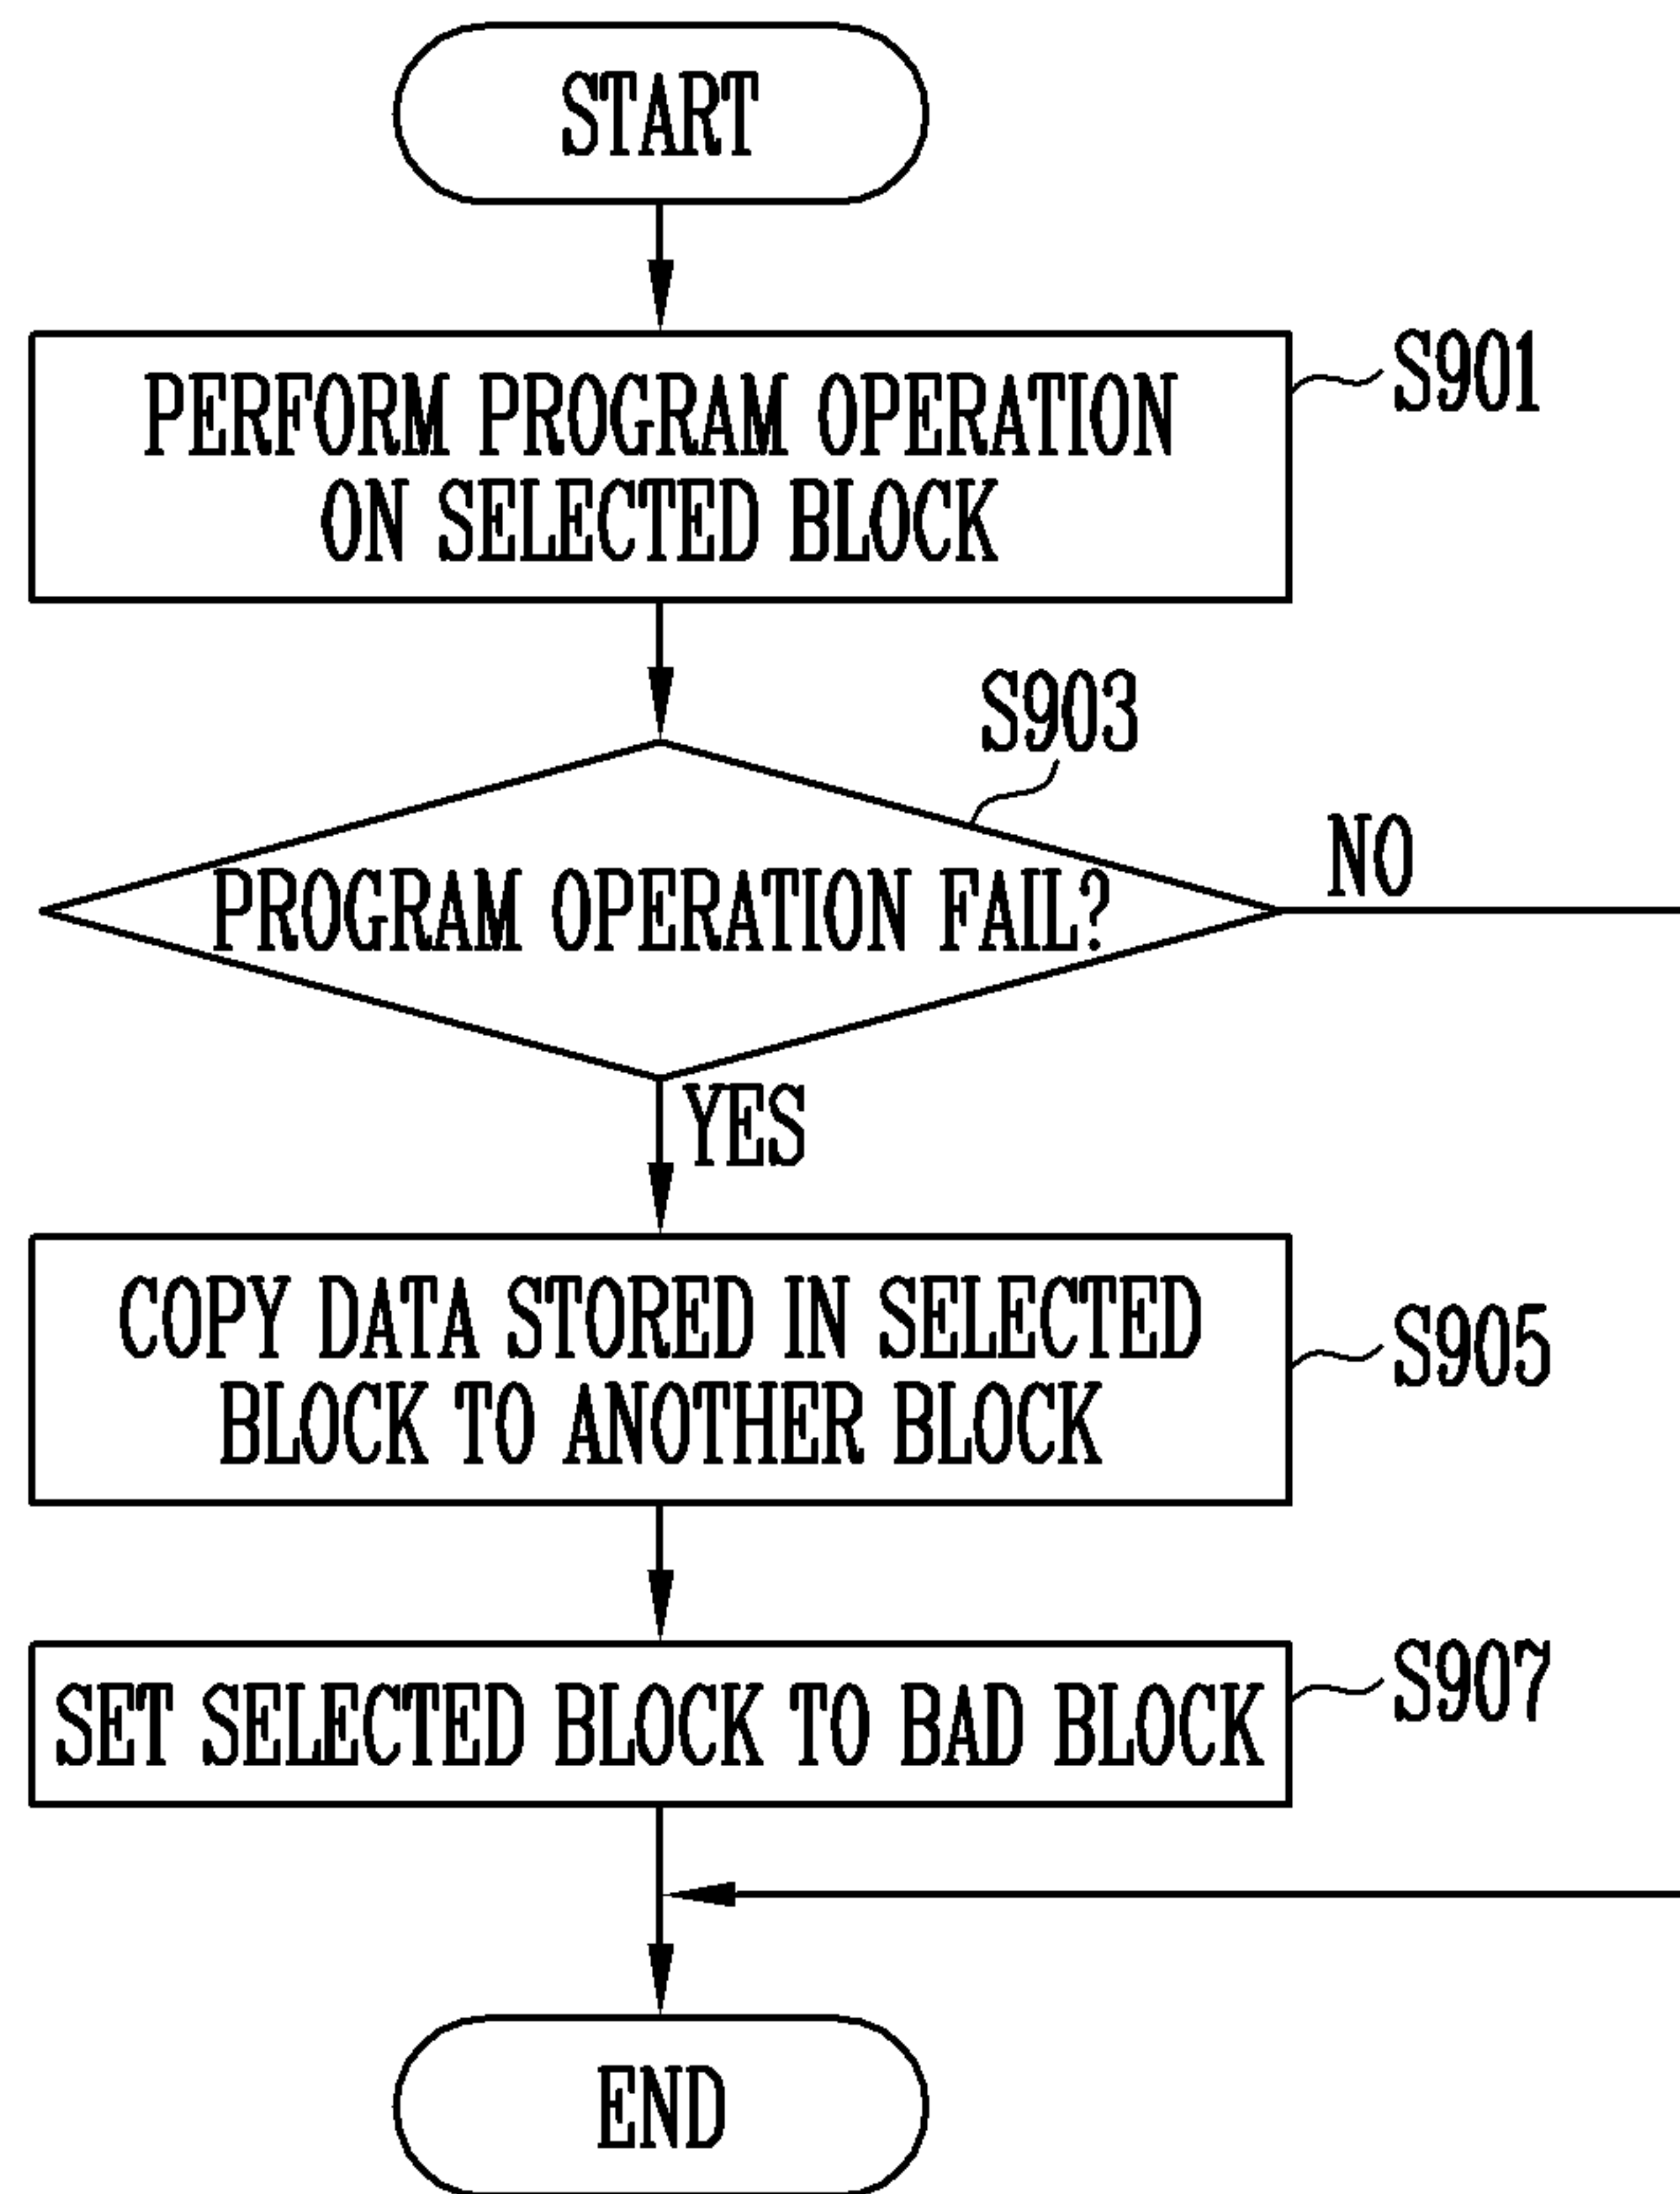 START
PERFORM PROGRAM OPERATION
ON SELECTED BLOCK
S901
S903
PROGRAM OPERATION FAIL?
NO
YES
COPY DATA STORED IN SELECTED
BLOCK TO ANOTHER BLOCK
S905
SET SELECTED BLOCK TO BAD BLOCK
S907
END